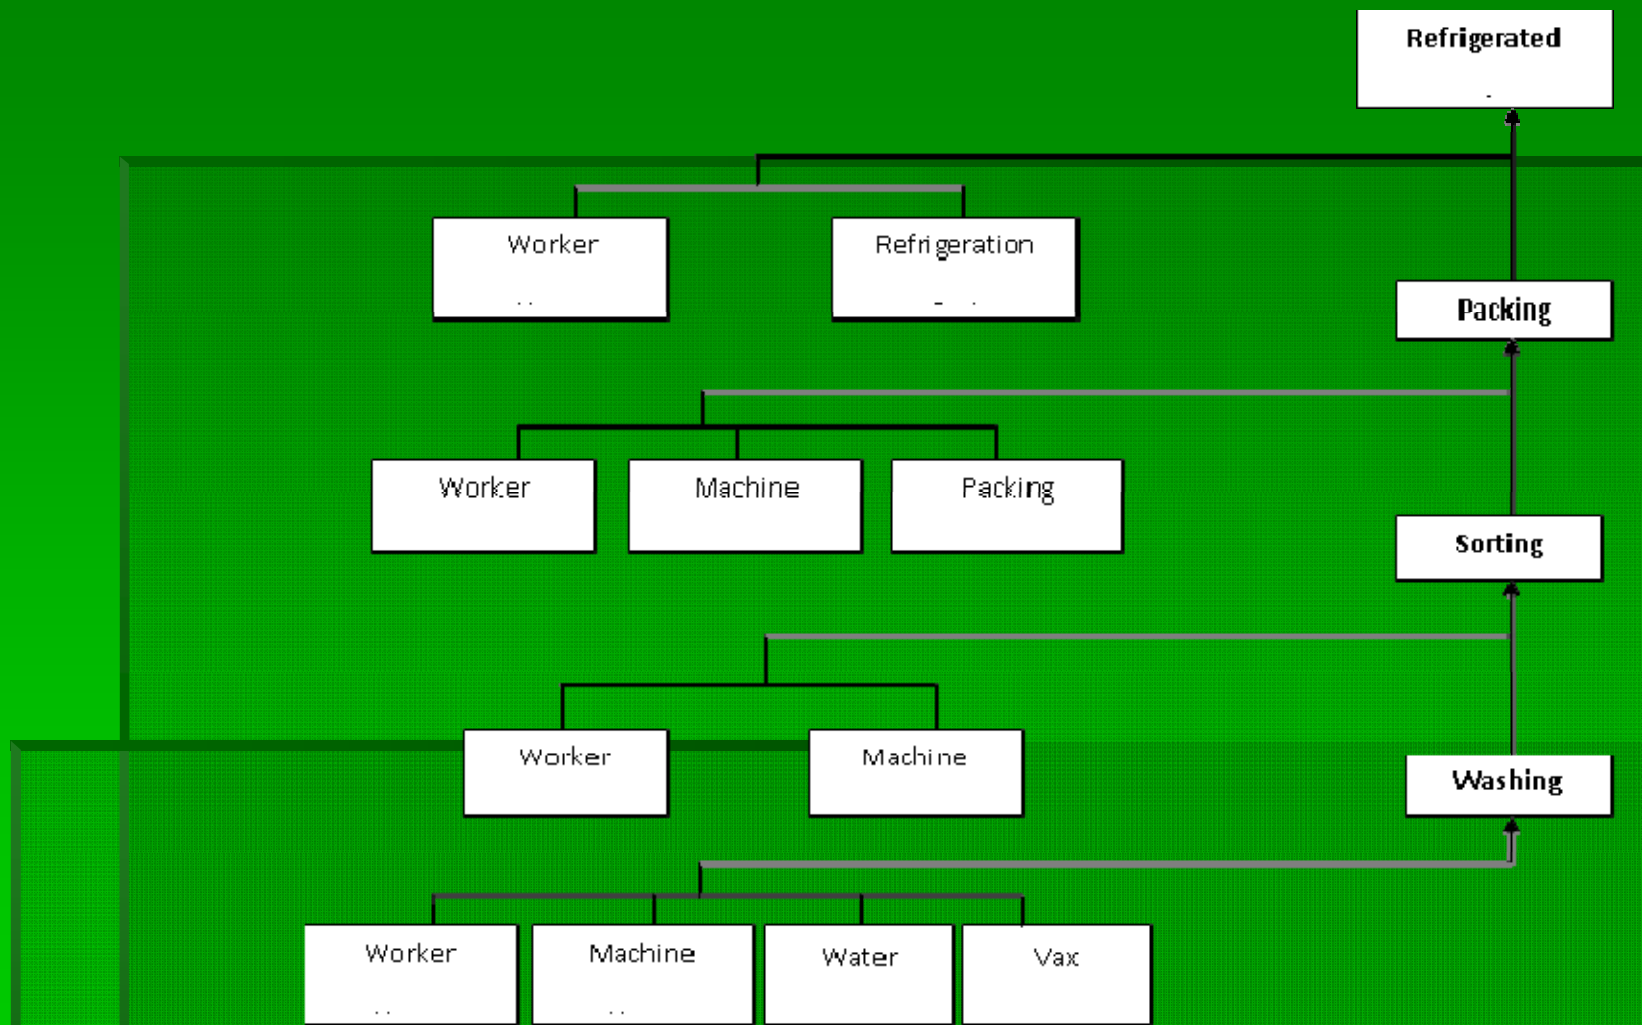 Refrigerated
Worker
Refrigeration
Packing
Worker
Machine
Packing
Sorting
Worker
Machine
Washing
Worker
Machine
Water
Vax